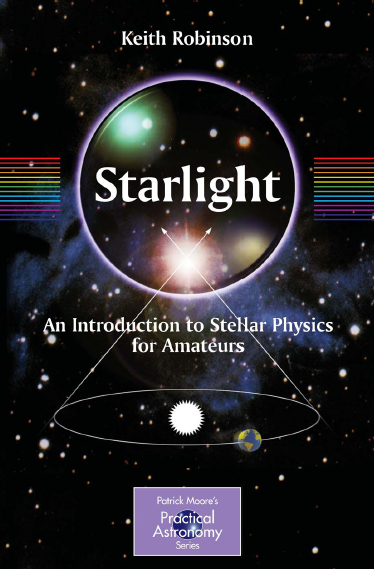 Keith Robinson
Starlight
An Introduction to Stellar Physics
for Amateurs
Patrick Moore's
Practical
Astronomy
Series